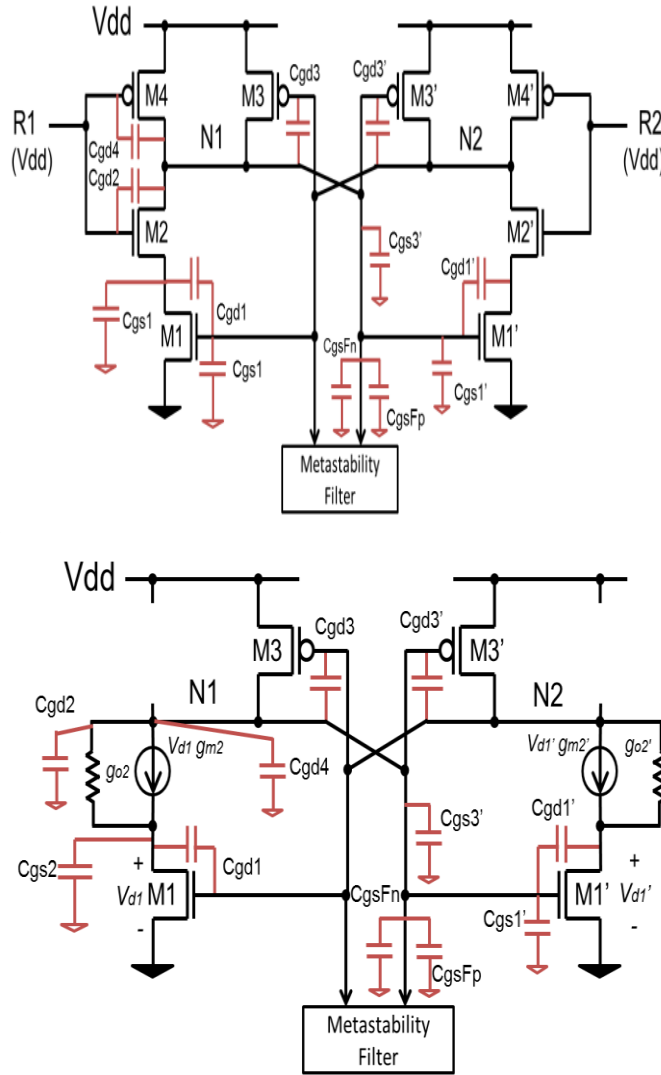 Vdd
Cgd3
Cgd3'
M4
M3
M3'
M4'
R1
(Vdd)
R2
(Vdd)
N1
N2
Cgd4
Cgd2
M2
M2'
Cgs3'
Cgd1'
Cgs1
Cgd1
M1
M1'
Cgs1
CgsFn
CgsFp
Cgs1'
Metastability
Filter
Vdd
Cgd3
Cgd3'
M3
M3'
N1
N2
Cgd2
go2
Vd1 gm2
Cgd4
Vd1' gm2'
go2'
Cgd1'
Cgs3'
Cgs2
+
Vd1
-
M1
Cgd1
CgsFn
Cgs1'
M1'
+
Vd1'
-
CgsFp
Metastability
Filter